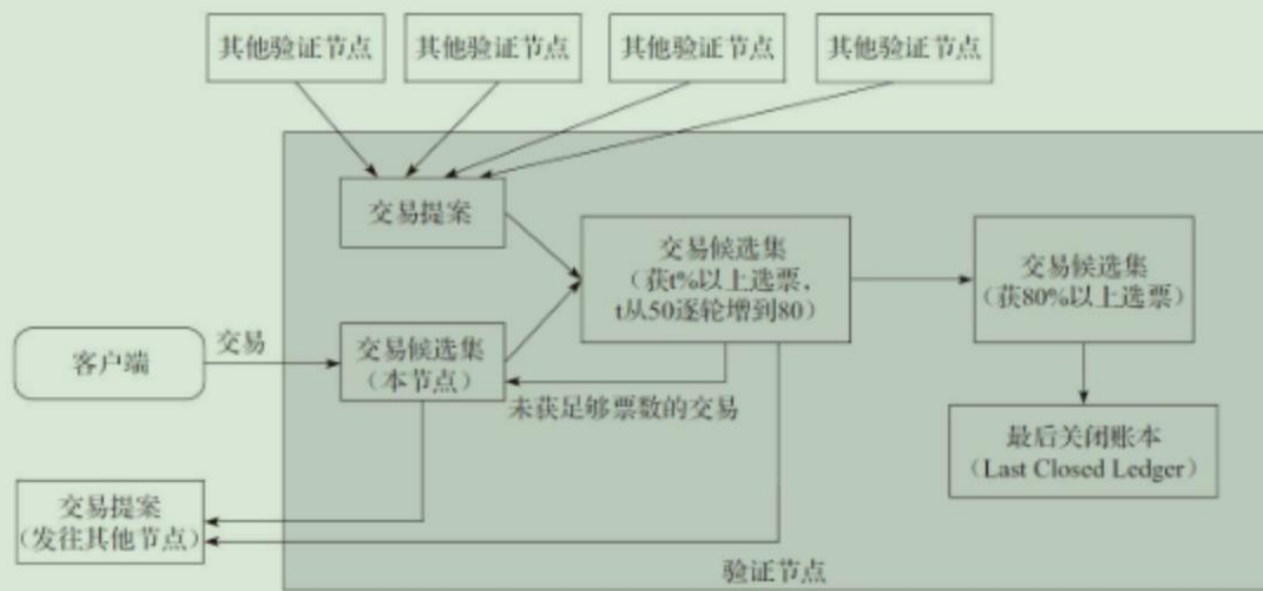 其他验证节点
其他验证节点
其他验证节点
其他验证节点
交易提案
交易候选集
（获t%以上选票，
t从50逐轮增到80）
交易候选集
（获80%以上选票）
客户端
交易
交易候选集
（本节点）
未获足够票数的交易
最后关闭账本
（Last Closed Ledger）
交易提案
（发往其他节点）
验证节点